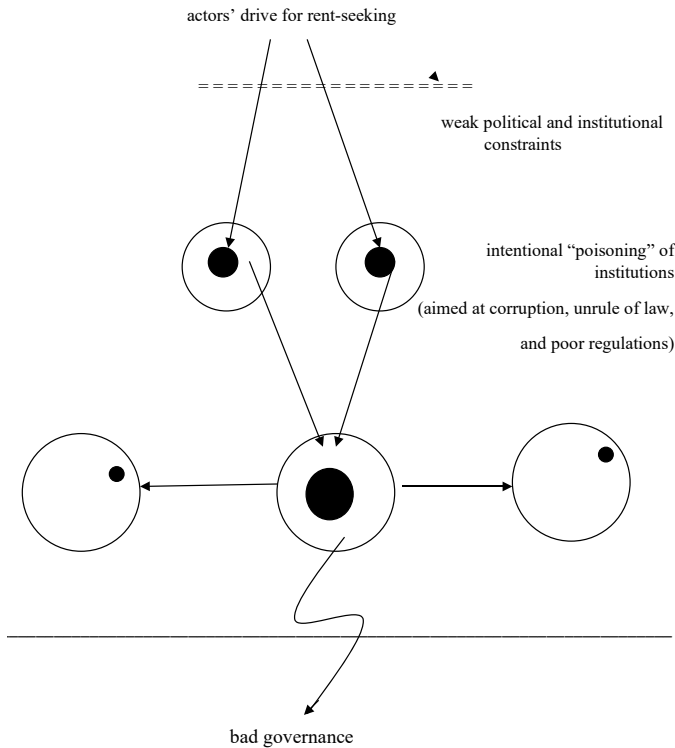 actors’ drive for rent-seeking
weak political and institutional
constraints
intentional “poisoning” of
institutions
(aimed at corruption, unrule of law,
and poor regulations)
bad governance